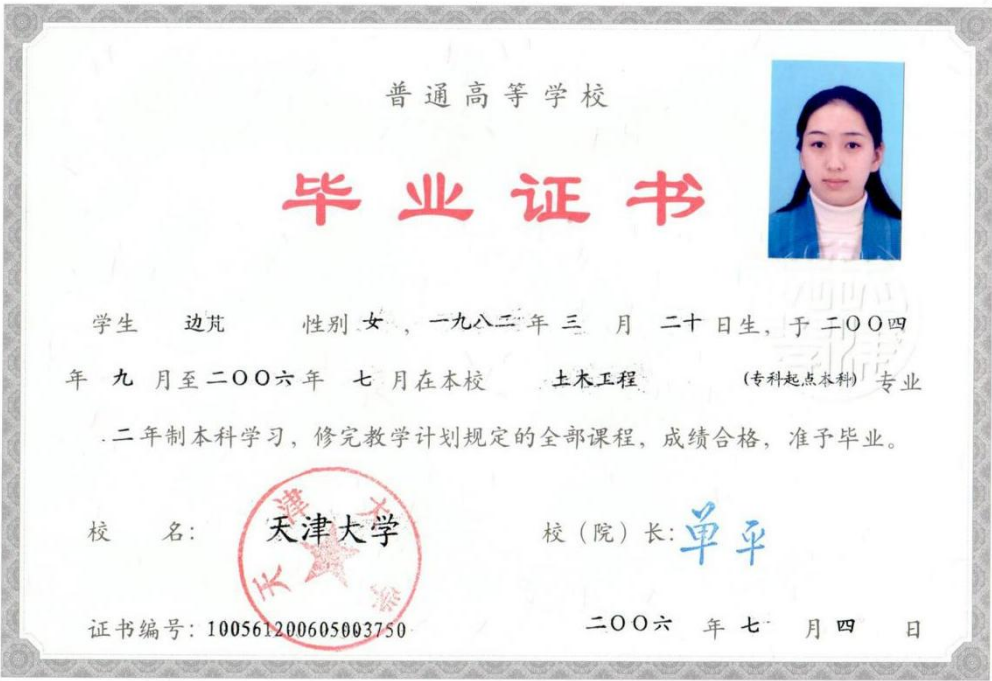 普通高等学校
毕业证书
学生 边芃 性别 女 ，一九八二年 三 月 二十 日生，于 二〇〇四
年 九 月至二〇〇六年 七 月在本校 土木工程 (专科起点本科) 专业
二年制本科学习，修完教学计划规定的全部课程，成绩合格，准予毕业。
校 名： 天津大学
天津大学
校（院）长：单平
证书编号：100561200605003750
二〇〇六 年 七 月 四 日